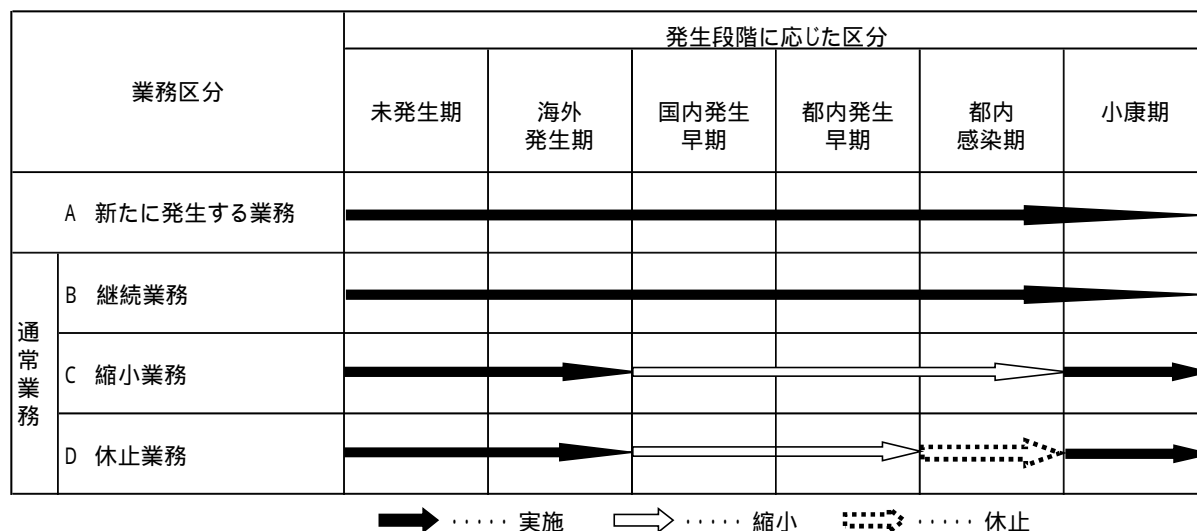 業務区分
発生段階に応じた区分
未発生期
海外
発生期
国内発生
早期
都内発生
早期
都内
感染期
小康期
A 新たに発生する業務
通常業務
B 継続業務
C 縮小業務
D 休止業務
····· 実施 ····· 縮小 ····· 休止